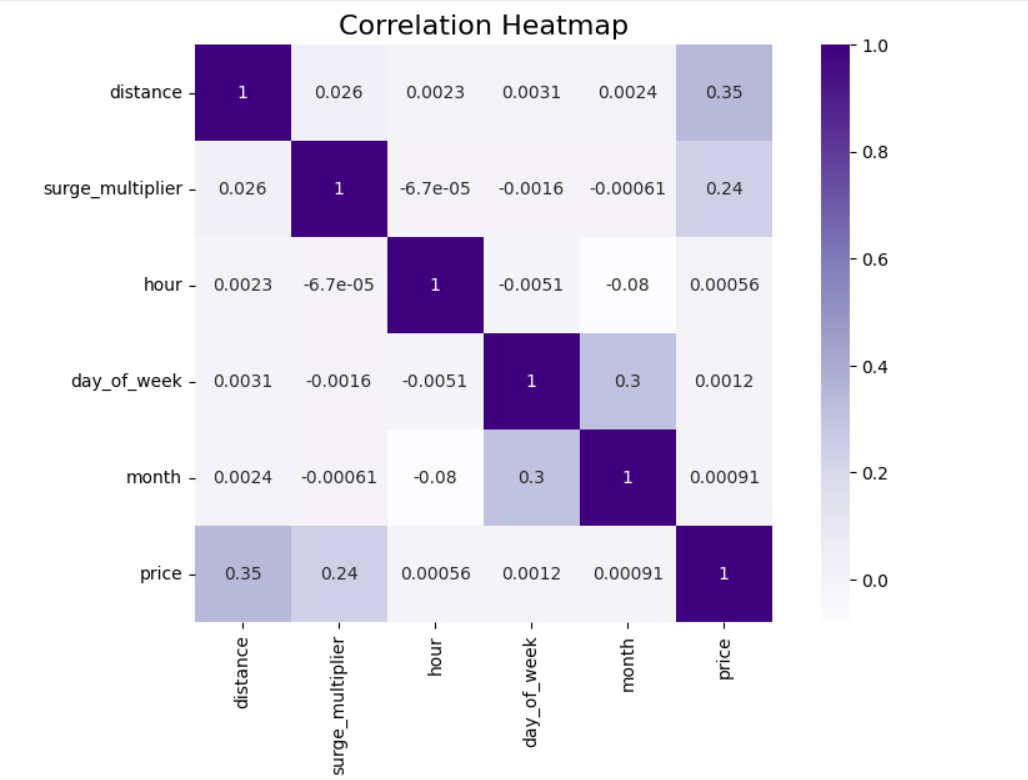 Correlation Heatmap
distance 1 0.026 0.0023 0.0031 0.0024 0.35
surge_multiplier 0.026 1 -6.7e-05 -0.0016 -0.00061 0.24
hour 0.0023 -6.7e-05 1 -0.0051 -0.08 0.00056
day_of_week 0.0031 -0.0016 -0.0051 1 0.3 0.0012
month 0.0024 -0.00061 -0.08 0.3 1 0.00091
price 0.35 0.24 0.00056 0.0012 0.00091 1
distance surge_multiplier hour day_of_week month price
1.0
0.8
0.6
0.4
0.2
0.0